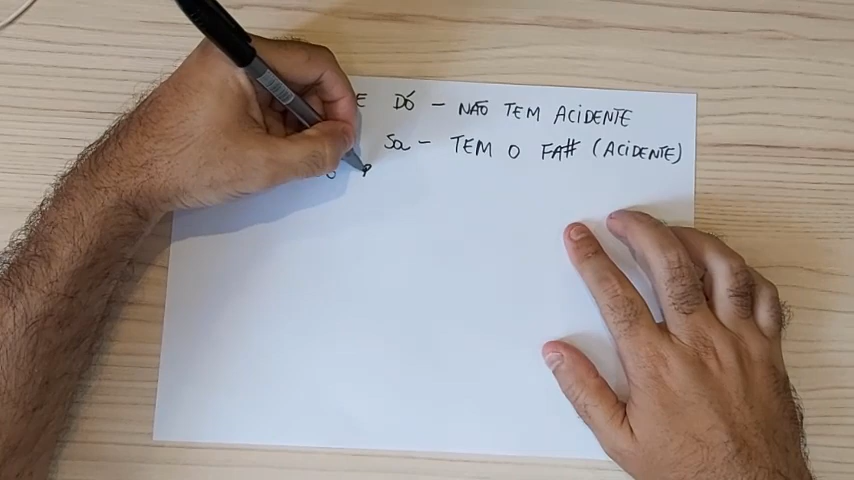 E DÓ - NÃO TEM ACIDENTE
SOL - TEM O FA# (ACIDENTE)